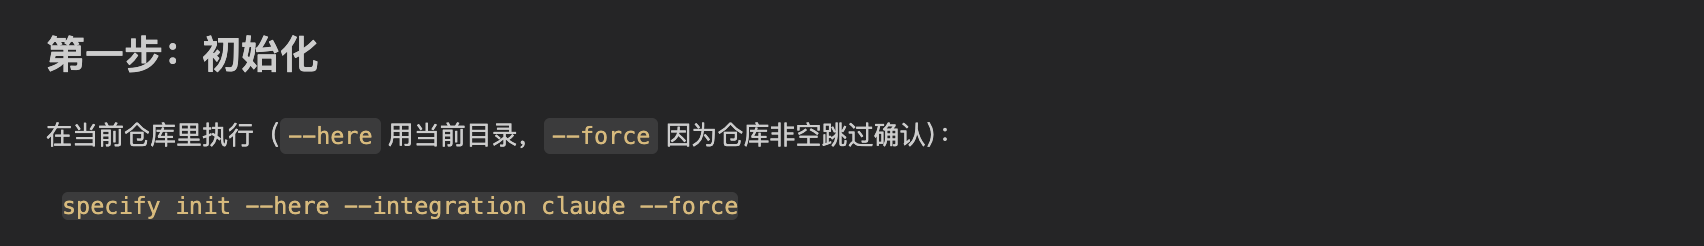 第一步：初始化
在当前仓库里执行（--here 用当前目录，--force 因为仓库非空跳过确认）：
specify init --here --integration claude --force